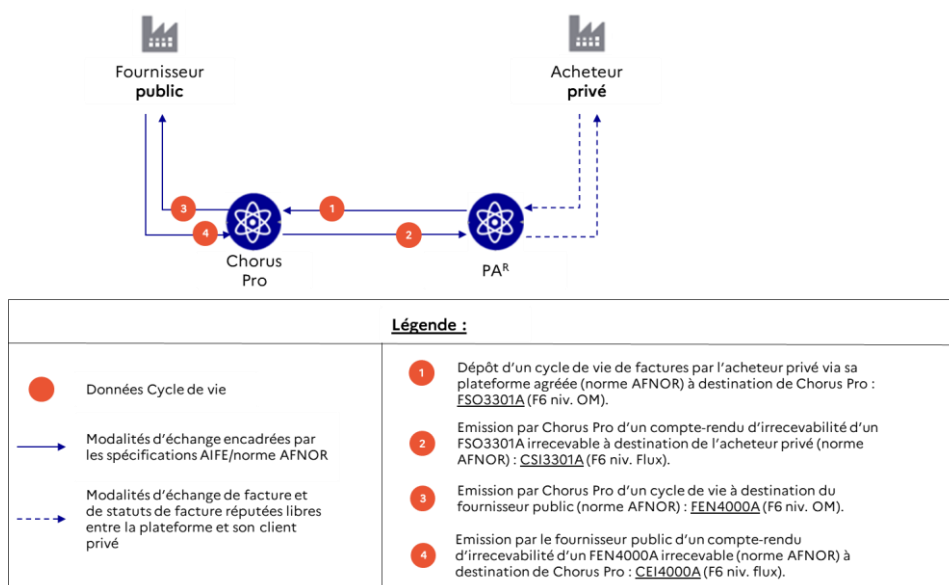 Fournisseur
public
Acheteur
privé
3
1
4
2
Chorus
Pro
PAᴿ
Légende :
Données Cycle de vie
Modalités d'échange encadrées par
les spécifications AIFE/norme AFNOR
Modalités d'échange de facture et
de statuts de facture réputées libres
entre la plateforme et son client
privé
1
Dépôt d'un cycle de vie de factures par l'acheteur privé via sa
plateforme agréée (norme AFNOR) à destination de Chorus Pro :
FSO3301A (F6 niv. OM).
2
Emission par Chorus Pro d'un compte-rendu d'irrecevabilité d'un
FSO3301A irrecevable à destination de l'acheteur privé (norme
AFNOR) : CSI3301A (F6 niv. Flux).
3
Emission par Chorus Pro d'un cycle de vie à destination du
fournisseur public (norme AFNOR) : FEN4000A (F6 niv. OM).
4
Emission par le fournisseur public d'un compte-rendu
d'irrecevabilité d'un FEN4000A irrecevable (norme AFNOR) à
destination de Chorus Pro : CEI4000A (F6 niv. flux).